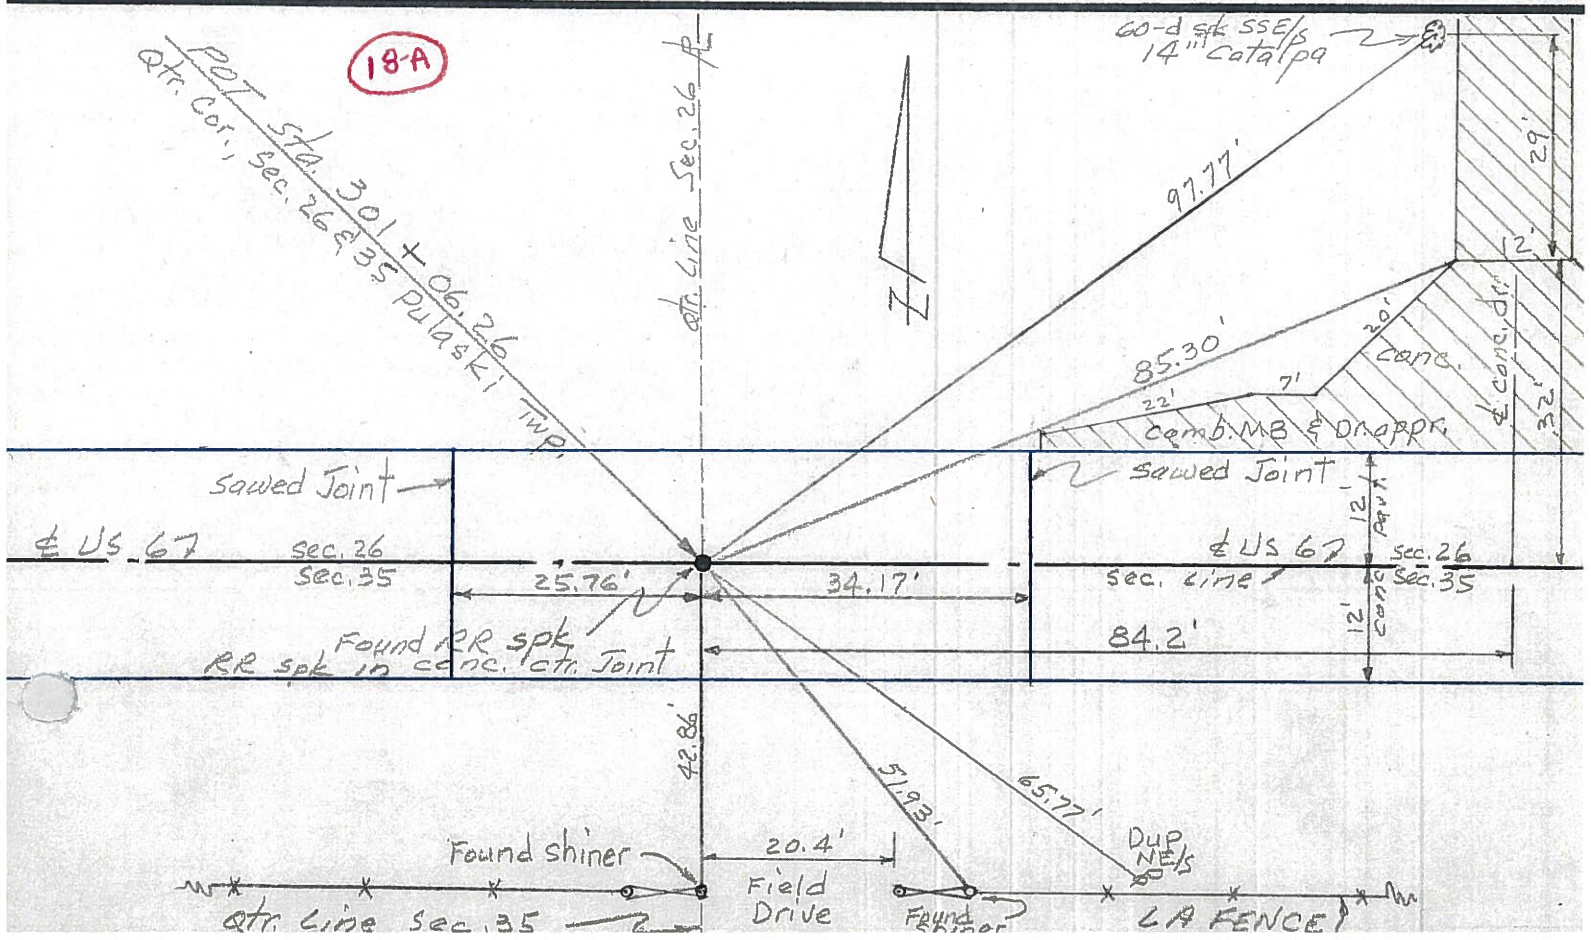 18-A
POT Sta. 301 + 06.26
Qtr. Cor., Sec. 26 & 35 Pulaski Twp.
Qtr. Line Sec. 26
N
60-d spk SSE/s
14" Catalpa
97.77'
29'
12'
85.30'
20'
7'
22'
conc.
℄ conc. dr.
32'
comb. MB & Dr. appr.
Sawed Joint
Sawed Joint
12'
pavt.
℄ US 67
sec. 26
sec. 35
℄ US 67
sec. Line
sec. 26
sec. 35
25.76'
34.17'
12'
conc
84.2'
Found RR spk
RR spk in conc. ctr. Joint
42.86'
51.93'
65.77'
Found shiner
20.4'
Dup
NE/s
Field
Drive
Found
shiner
Qtr. Line Sec. 35
LA FENCE